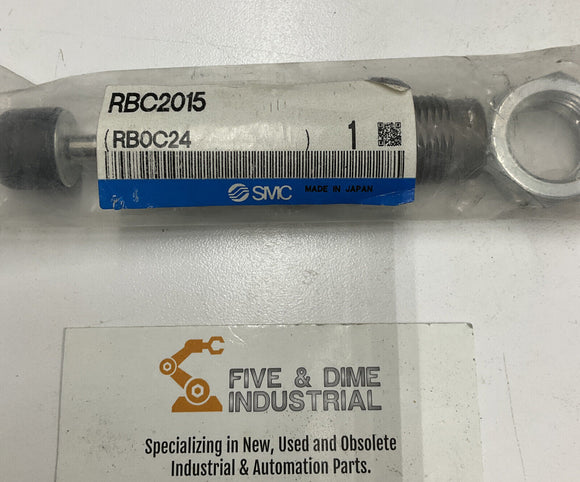 RBC2015
(RB0C24 ) 1
SMC MADE IN JAPAN
FIVE & DIME
INDUSTRIAL
Specializing in New, Used and Obsolete
Industrial & Automation Parts.